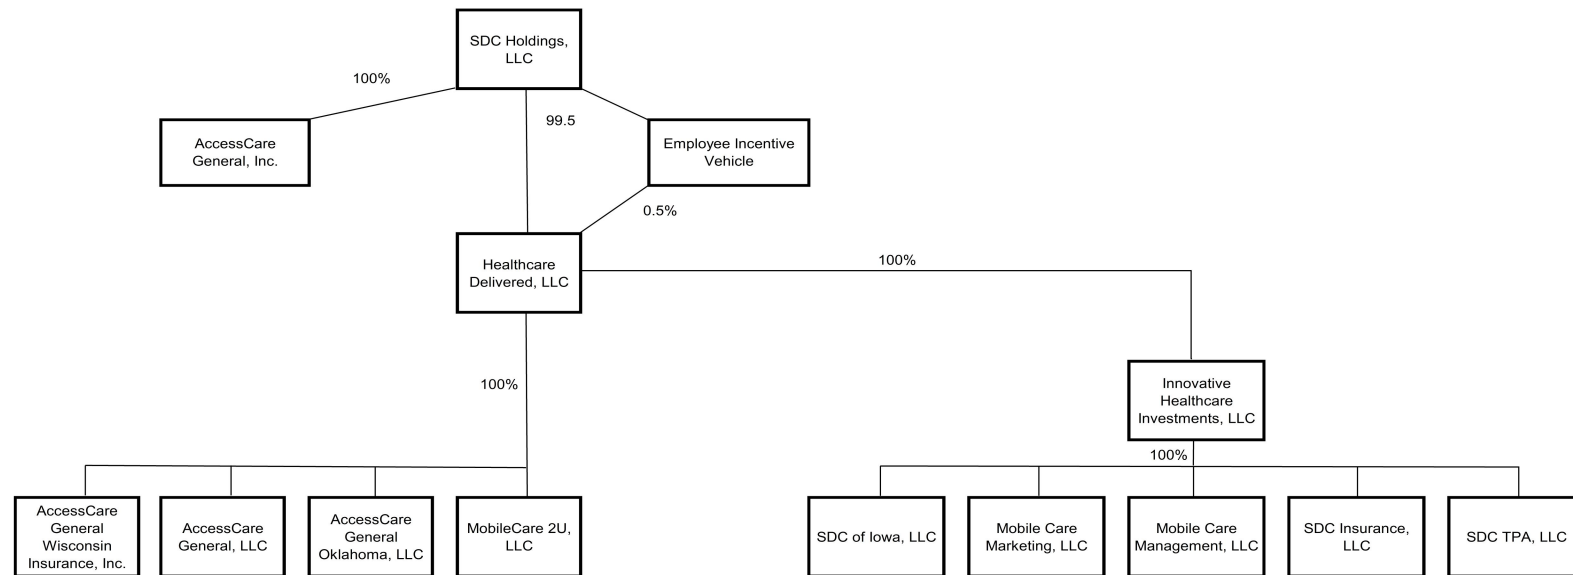 SDC Holdings,
LLC
100%
99.5
AccessCare
General, Inc.
Employee Incentive
Vehicle
0.5%
Healthcare
Delivered, LLC
100%
100%
Innovative
Healthcare
Investments, LLC
100%
AccessCare
General
Wisconsin
Insurance, Inc.
AccessCare
General, LLC
AccessCare
General
Oklahoma, LLC
MobileCare 2U,
LLC
SDC of Iowa, LLC
Mobile Care
Marketing, LLC
Mobile Care
Management, LLC
SDC Insurance,
LLC
SDC TPA, LLC